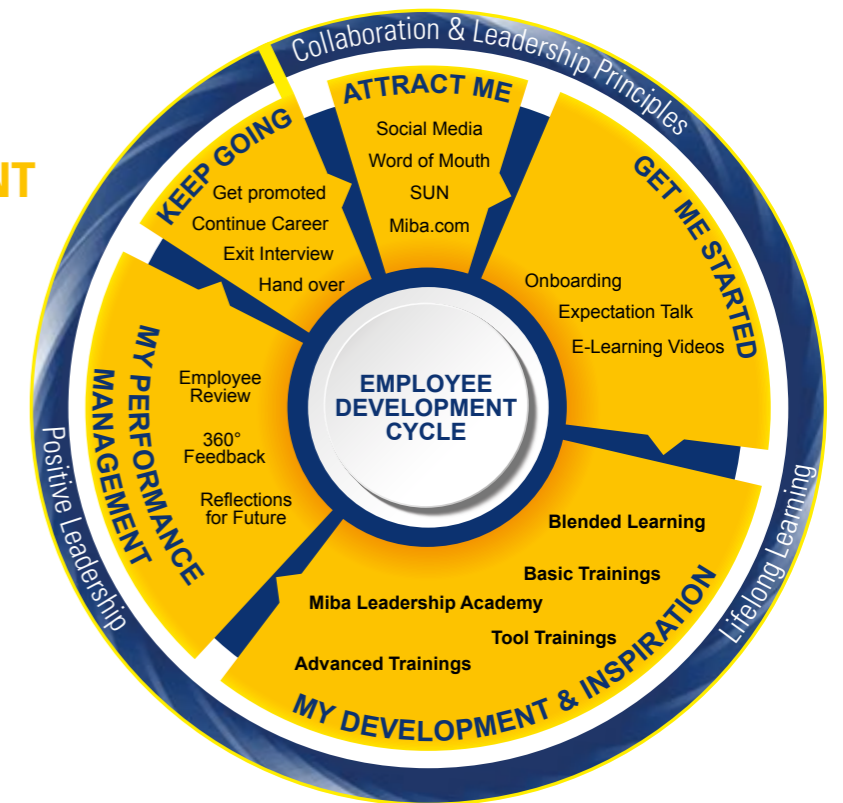 NT
Collaboration & Leadership Principles
Lifelong Learning
Positive Leadership
ATTRACT ME
Social Media
Word of Mouth
SUN
Miba.com
GET ME STARTED
Onboarding
Expectation Talk
E-Learning Videos
MY DEVELOPMENT & INSPIRATION
Blended Learning
Basic Trainings
Miba Leadership Academy
Tool Trainings
Advanced Trainings
MY PERFORMANCE
MANAGEMENT
Employee
Review
360°
Feedback
Reflections
for Future
KEEP GOING
Get promoted
Continue Career
Exit Interview
Hand over
EMPLOYEE
DEVELOPMENT
CYCLE